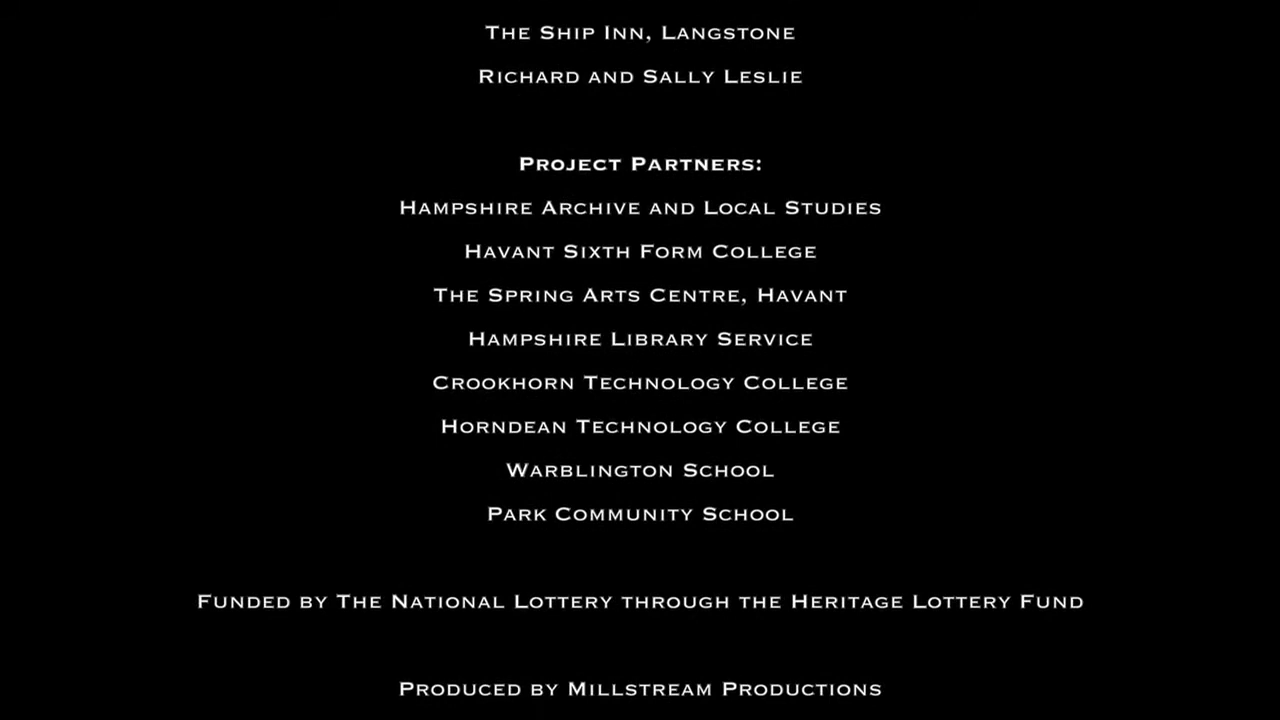 The Ship Inn, Langstone
Richard and Sally Leslie
Project Partners:
Hampshire Archive and Local Studies
Havant Sixth Form College
The Spring Arts Centre, Havant
Hampshire Library Service
Crookhorn Technology College
Horndean Technology College
Warblington School
Park Community School
Funded by The National Lottery through the Heritage Lottery Fund
Produced by Millstream Productions